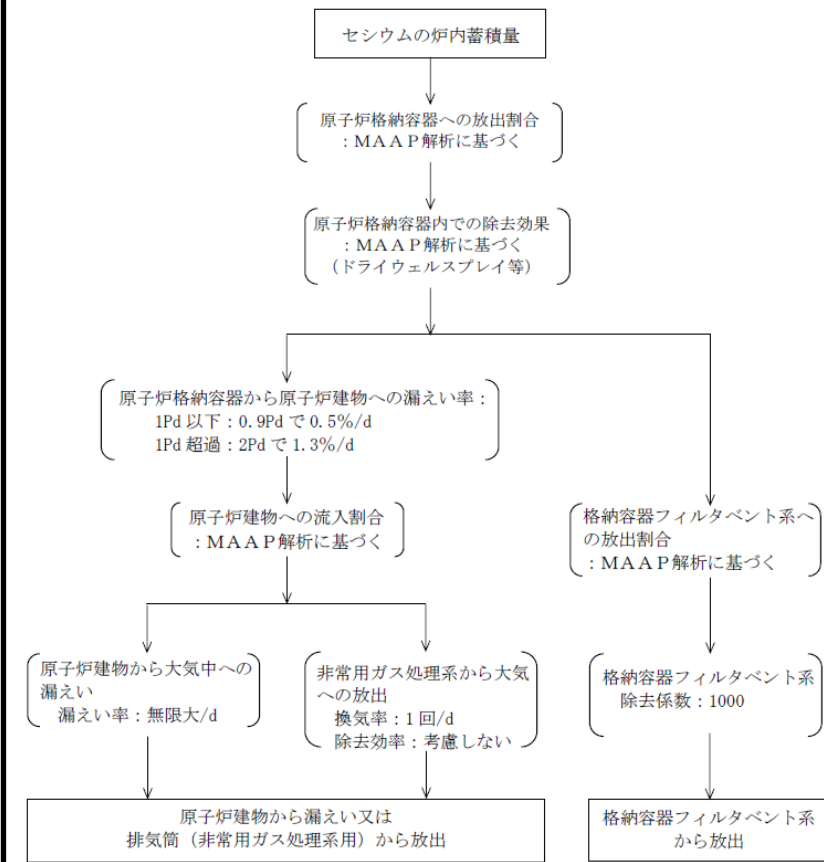 セシウムの炉内蓄積量
原子炉格納容器への放出割合
：ＭＡＡＰ解析に基づく
原子炉格納容器内での除去効果
：ＭＡＡＰ解析に基づく
（ドライウェルスプレイ等）
原子炉格納容器から原子炉建物への漏えい率：
1Pd 以下：0.9Pd で 0.5%/d
1Pd 超過：2Pd で 1.3%/d
原子炉建物への流入割合
：ＭＡＡＰ解析に基づく
格納容器フィルタベント系へ
の放出割合
：ＭＡＡＰ解析に基づく
原子炉建物から大気中への
漏えい
漏えい率：無限大/d
非常用ガス処理系から大気
への放出
換気率：1 回/d
除去効率：考慮しない
格納容器フィルタベント系
除去係数：1000
原子炉建物から漏えい又は
排気筒（非常用ガス処理系用）から放出
格納容器フィルタベント系
から放出